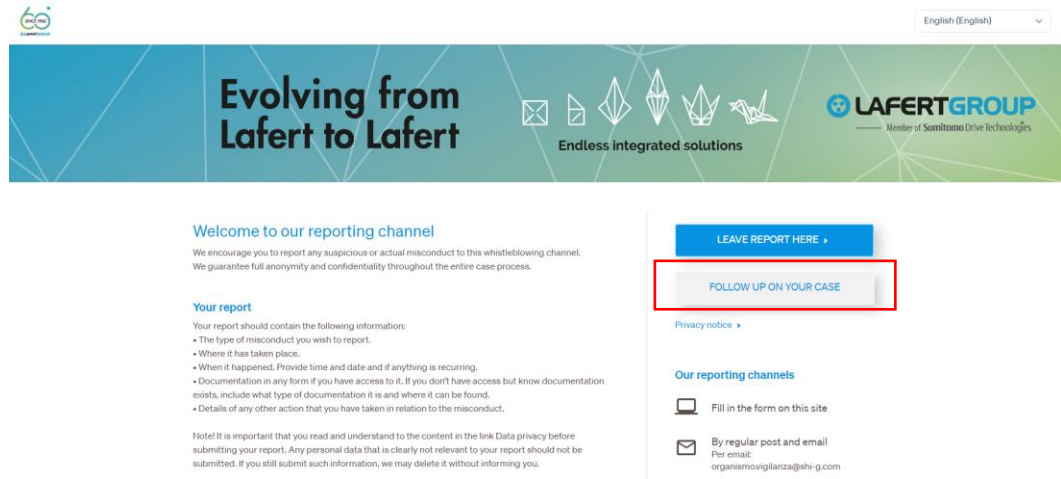 SINCE 1962
LAFERTGROUP
English (English)
Evolving from
Lafert to Lafert
Endless integrated solutions
LAFERTGROUP
Member of Sumitomo Drive Technologies
Welcome to our reporting channel
We encourage you to report any suspicious or actual misconduct to this whistleblowing channel.
We guarantee full anonymity and confidentiality throughout the entire case process.
Your report
Your report should contain the following information:
• The type of misconduct you wish to report.
• Where it has taken place.
• When it happened. Provide time and date and if anything is recurring.
• Documentation in any form if you have access to it. If you don't have access but know documentation
exists, include what type of documentation it is and where it can be found.
• Details of any other action that you have taken in relation to the misconduct.
Note! It is important that you read and understand to the content in the link Data privacy before
submitting your report. Any personal data that is clearly not relevant to your report should not be
submitted. If you still submit such information, we may delete it without informing you.
LEAVE REPORT HERE
FOLLOW UP ON YOUR CASE
Privacy notice
Our reporting channels
Fill in the form on this site
By regular post and email
Per email:
organismo.vigilanza@shi-g.com